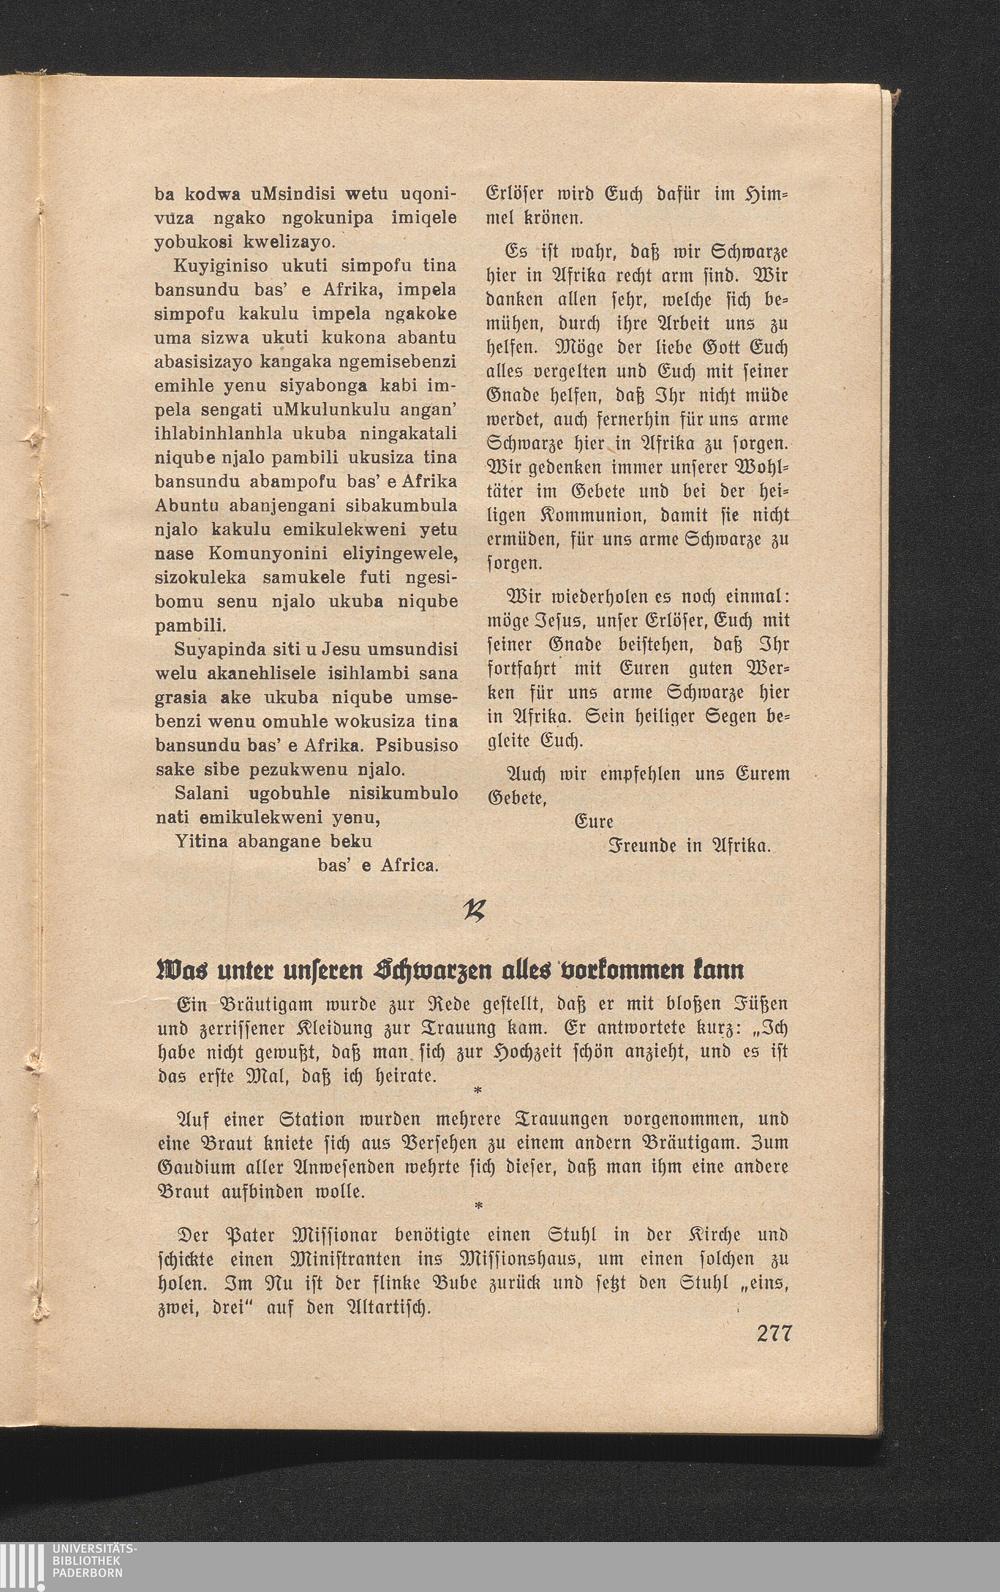 ba kodwa uMsindisi wetu uqoni-
vuza ngako ngokunipa imiqele
yobukosi kwelizayo.
Kuyiginiso ukuti simpofu tina
bansundu bas' e Afrika, impela
simpofu kakulu impela ngakoke
uma sizwa ukuti kukona abantu
abasisizayo kangaka ngemisebenzi
emihle yenu siyabonga kabi im-
pela sengati uMkulunkulu angan'
ihlabinhlanhla ukuba ningakatali
niqube njalo pambili ukusiza tina
bansundu abampofu bas' e Afrika
Abuntu abanjengani sibakumbula
njalo kakulu emikulekweni yetu
nase Komunyonini eliyingewele,
sizokuleka samukele futi ngesi-
bomu senu njalo ukuba niqube
pambili.
Suyapinda siti u Jesu umsundisi
welu akanehlisele isihlambi sana
grasia ake ukuba niqube umse-
benzi wenu omuhle wokusiza tina
bansundu bas' e Afrika. Psibusiso
sake sibe pezukwenu njalo.
Salani ugobuhle nisikumbulo
nati emikulekweni yenu,
Yitina abangane beku
bas' e Africa.
Erlöser wird Euch dafür im Him-
mel krönen.
Es ist wahr, daß wir Schwarze
hier in Afrika recht arm sind. Wir
danken allen sehr, welche sich be-
mühen, durch ihre Arbeit uns zu
helfen. Möge der liebe Gott Euch
alles vergelten und Euch mit seiner
Gnade helfen, daß Ihr nicht müde
werdet, auch fernerhin für uns arme
Schwarze hier in Afrika zu sorgen.
Wir gedenken immer unserer Wohl-
täter im Gebete und bei der hei-
ligen Kommunion, damit sie nicht
ermüden, für uns arme Schwarze zu
sorgen.
Wir wiederholen es noch einmal:
möge Jesus, unser Erlöser, Euch mit
seiner Gnade beistehen, daß Ihr
fortfahrt mit Euren guten Wer-
ken für uns arme Schwarze hier
in Afrika. Sein heiliger Segen be-
gleite Euch.
Auch wir empfehlen uns Eurem
Gebete,
Eure
Freunde in Afrika.
Was unter unseren Schwarzen alles vorkommen kann
Ein Bräutigam wurde zur Rede gestellt, daß er mit bloßen Füßen
und zerrissener Kleidung zur Trauung kam. Er antwortete kurz: „Ich
habe nicht gewußt, daß man sich zur Hochzeit schön anzieht, und es ist
das erste Mal, daß ich heirate.
*
Auf einer Station wurden mehrere Trauungen vorgenommen, und
eine Braut kniete sich aus Versehen zu einem andern Bräutigam. Zum
Gaudium aller Anwesenden wehrte sich dieser, daß man ihm eine andere
Braut aufbinden wolle.
*
Der Pater Missionar benötigte einen Stuhl in der Kirche und
schickte einen Ministranten ins Missionshaus, um einen solchen zu
holen. Im Nu ist der flinke Bube zurück und setzt den Stuhl „eins,
zwei, drei" auf den Altartisch.
277
UNIVERSITÄTS-
BIBLIOTHEK
PADERBORN